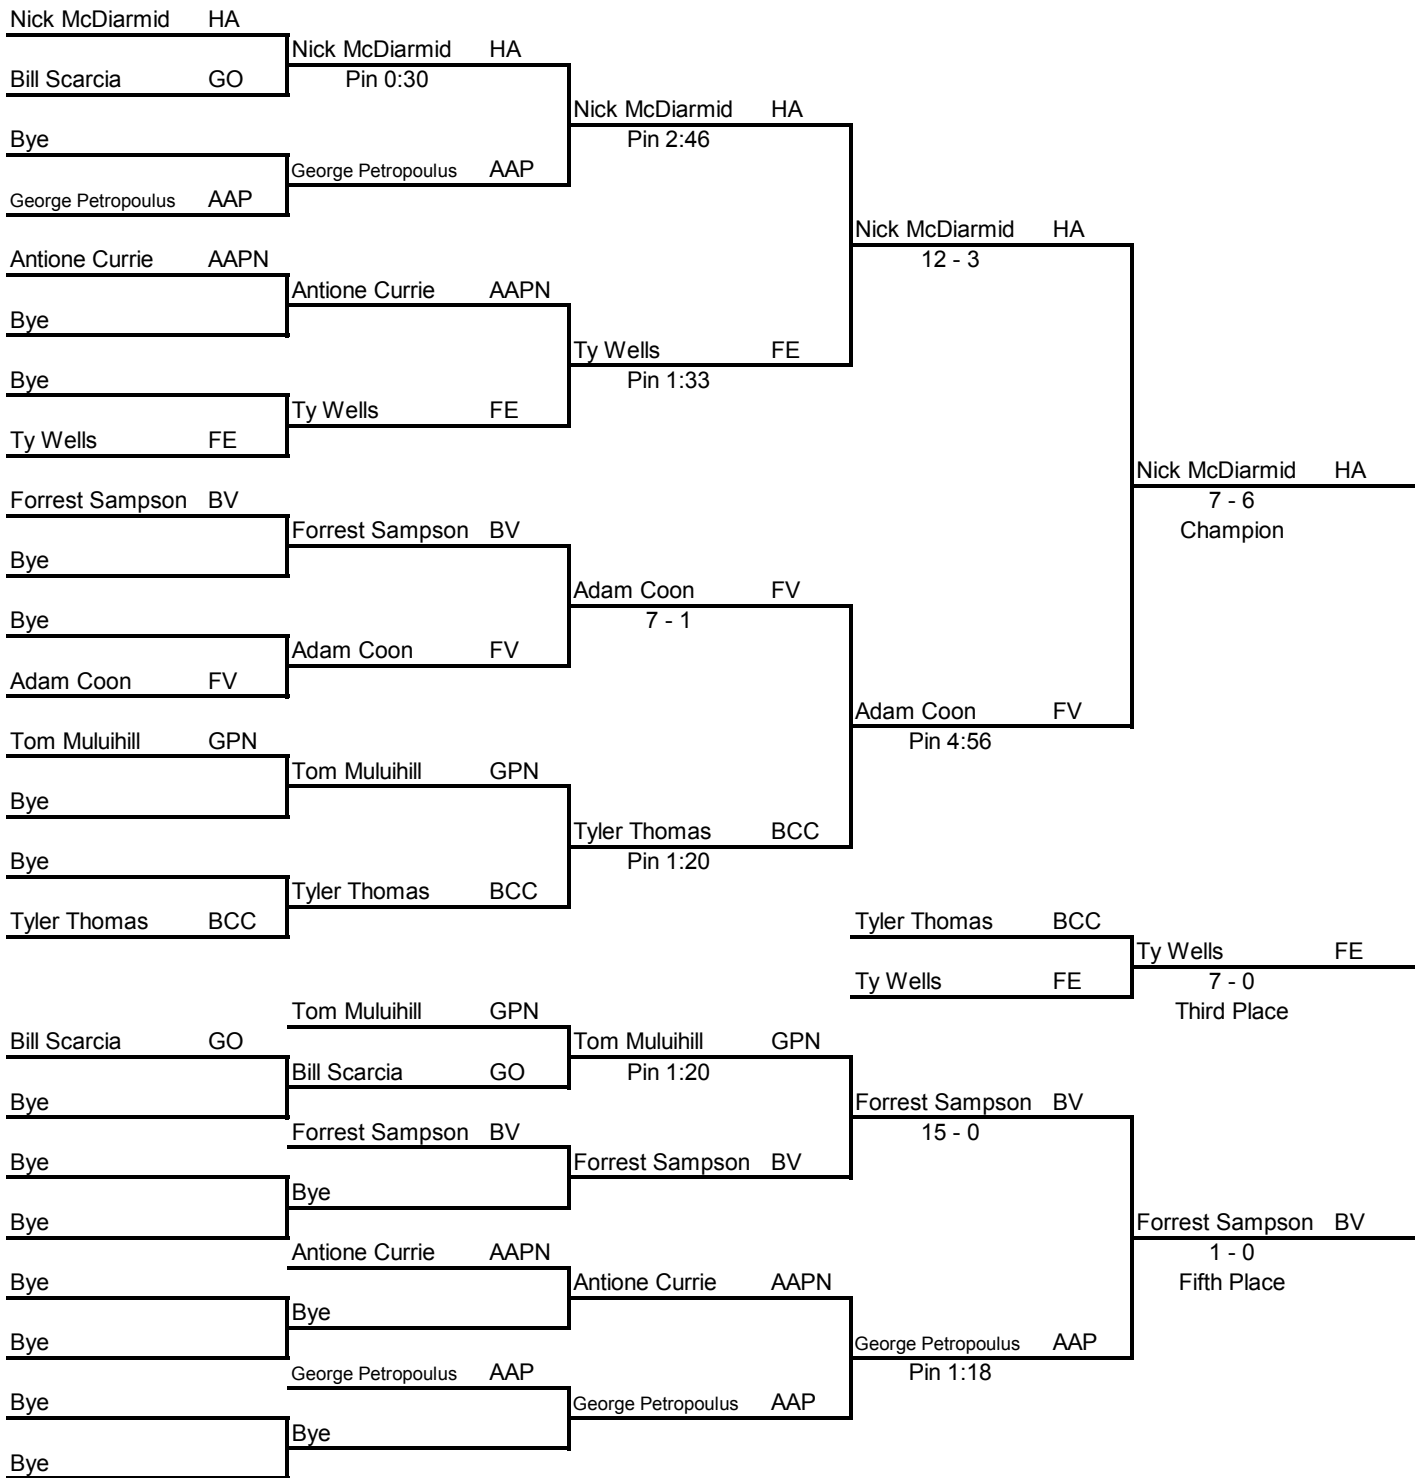 Nick McDiarmid HA
Nick McDiarmid HA
Bill Scarcia GO
Pin 0:30
Nick McDiarmid HA
Bye
Pin 2:46
George Petropoulus AAP
George Petropoulus AAP
Nick McDiarmid HA
Antione Currie AAPN
12 - 3
Antione Currie AAPN
Bye
Ty Wells FE
Bye
Pin 1:33
Ty Wells FE
Ty Wells FE
Nick McDiarmid HA
Forrest Sampson BV
7 - 6
Forrest Sampson BV
Champion
Bye
Adam Coon FV
Bye
7 - 1
Adam Coon FV
Adam Coon FV
Adam Coon FV
Tom Muluihill GPN
Pin 4:56
Tom Muluihill GPN
Bye
Tyler Thomas BCC
Bye
Pin 1:20
Tyler Thomas BCC
Tyler Thomas BCC
Tyler Thomas BCC
Ty Wells FE
Ty Wells FE
7 - 0
Third Place
Tom Muluihill GPN
Bill Scarcia GO
Tom Muluihill GPN
Bill Scarcia GO
Pin 1:20
Bye
Forrest Sampson BV
Forrest Sampson BV
15 - 0
Bye
Forrest Sampson BV
Bye
Bye
Forrest Sampson BV
Antione Currie AAPN
1 - 0
Bye
Antione Currie AAPN
Fifth Place
Bye
Bye
George Petropoulus AAP
George Petropoulus AAP
Pin 1:18
Bye
George Petropoulus AAP
Bye
Bye